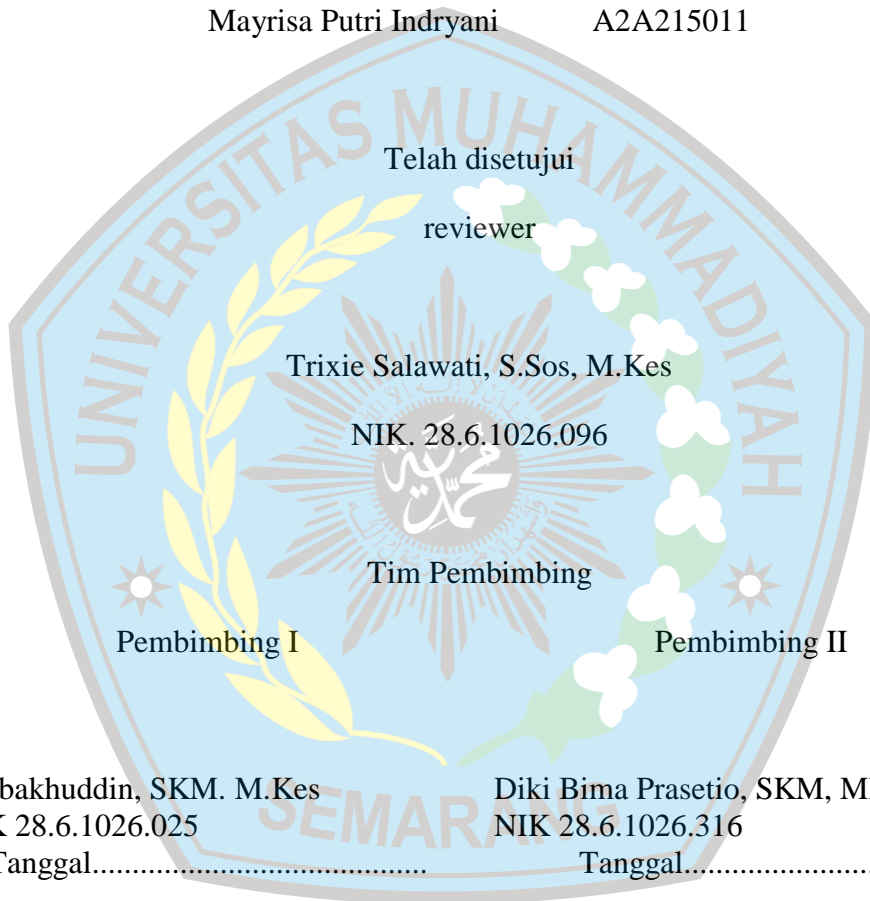 Mayrisa Putri Indryani A2A215011
UNIVERSITAS MUHAMMADIYAH
Telah disetujui
reviewer
Trixie Salawati, S.Sos, M.Kes
NIK. 28.6.1026.096
محمدية
Tim Pembimbing
Pembimbing I Pembimbing II
bakhuddin, SKM. M.Kes Diki Bima Prasetio, SKM, M
K 28.6.1026.025 NIK 28.6.1026.316
Tanggal.......................................... Tanggal.......................
SEMARANG